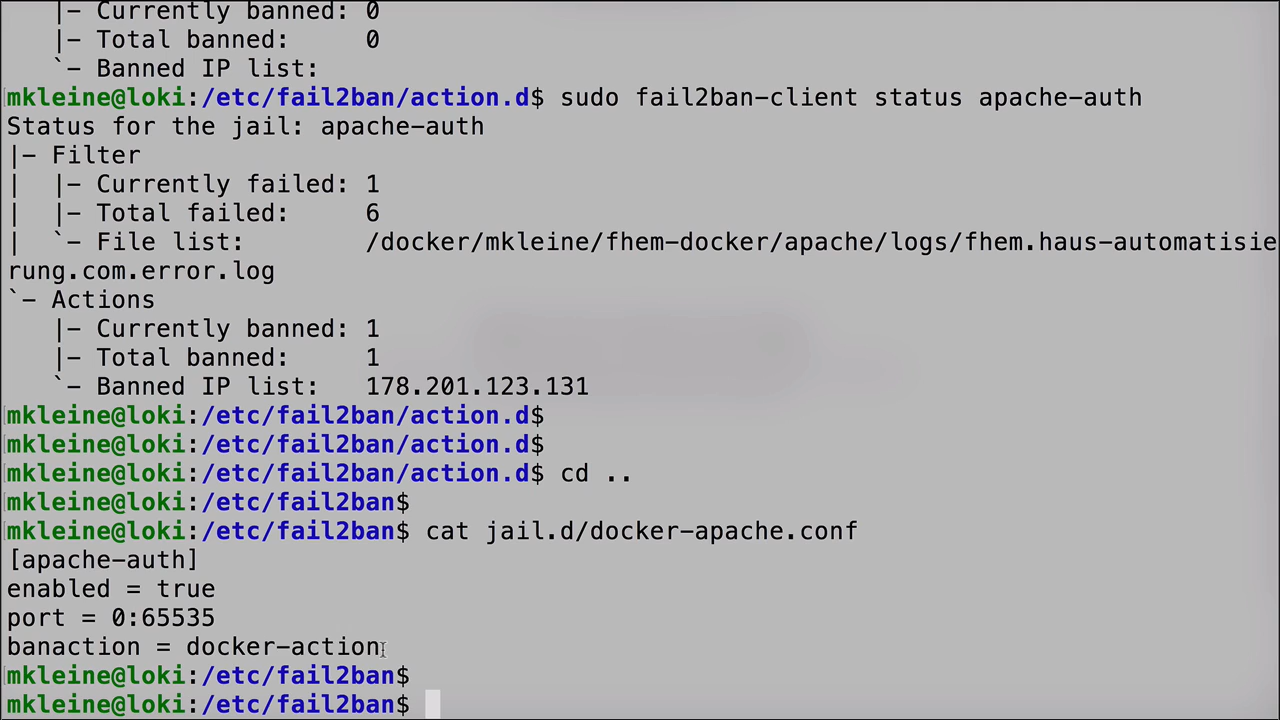 |- Currently banned: 0
|- Total banned: 0
`- Banned IP list:
mkleine@loki:/etc/fail2ban/action.d$ sudo fail2ban-client status apache-auth
Status for the jail: apache-auth
|- Filter
| |- Currently failed: 1
| |- Total failed: 6
| `- File list: /docker/mkleine/fhem-docker/apache/logs/fhem.haus-automatisie
rung.com.error.log
`- Actions
|- Currently banned: 1
|- Total banned: 1
`- Banned IP list: 178.201.123.131
mkleine@loki:/etc/fail2ban/action.d$
mkleine@loki:/etc/fail2ban/action.d$
mkleine@loki:/etc/fail2ban/action.d$ cd ..
mkleine@loki:/etc/fail2ban$
mkleine@loki:/etc/fail2ban$ cat jail.d/docker-apache.conf
[apache-auth]
enabled = true
port = 0:65535
banaction = docker-action
mkleine@loki:/etc/fail2ban$
mkleine@loki:/etc/fail2ban$